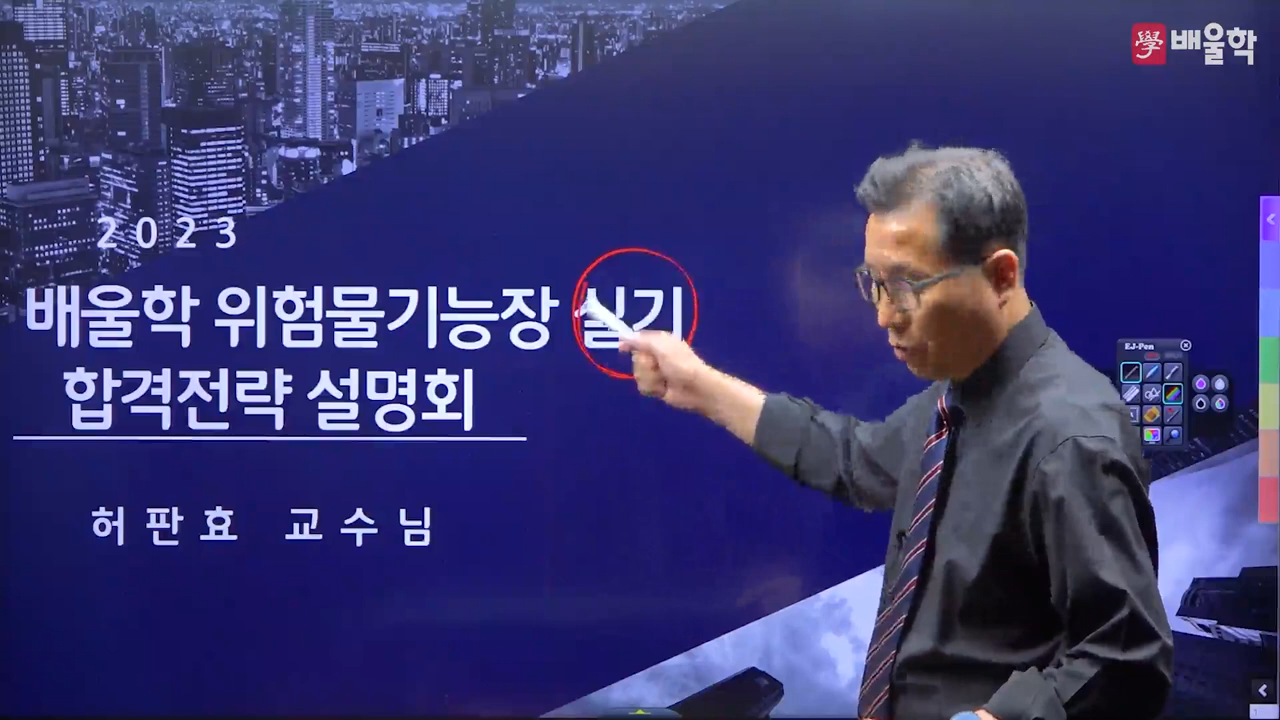 學 배울학
2023
배울학 위험물기능장 실기
합격전략 설명회
허판효 교수님
EJ-Pen